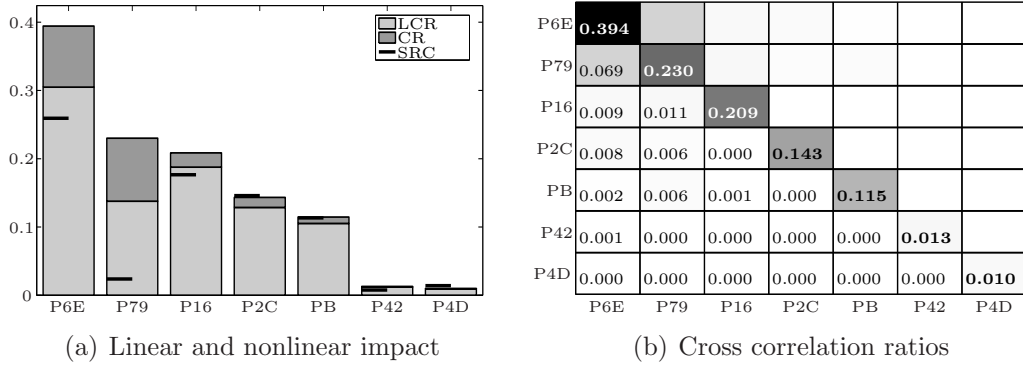 0.4
0.3
0.2
0.1
0
LCR
CR
SRC
P6E P79 P16 P2C PB P42 P4D
(a) Linear and nonlinear impact
P6E 0.394
P79 0.069 0.230
P16 0.009 0.011 0.209
P2C 0.008 0.006 0.000 0.143
PB 0.002 0.006 0.001 0.000 0.115
P42 0.001 0.000 0.000 0.000 0.000 0.013
P4D 0.000 0.000 0.000 0.000 0.000 0.000 0.010
P6E P79 P16 P2C PB P42 P4D
(b) Cross correlation ratios